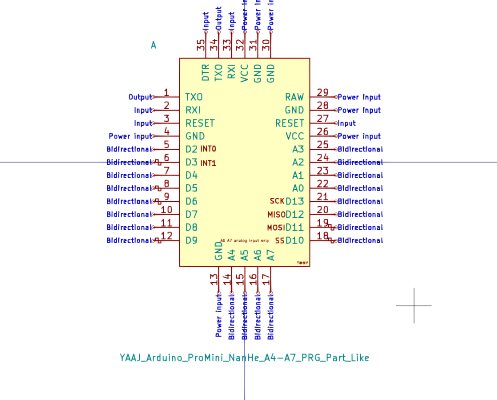 Input
Output
Input
Power in
Power in
Power in
35
34
33
32
31
30
A
DTR
TXO
RXI
VCC
GND
GND
Output 1 TXO RAW 29 Power input
Input 2 RXI GND 28 Power input
Input 3 RESET RESET 27 Input
Power input 4 GND VCC 26 Power input
Bidirectional 5 D2 INT0 A3 25 Bidirectional
Bidirectional 6 D3 INT1 A2 24 Bidirectional
Bidirectional 7 D4 A1 23 Bidirectional
Bidirectional 8 D5 A0 22 Bidirectional
Bidirectional 9 D6 SCK D13 21 Bidirectional
Bidirectional 10 D7 MISO D12 20 Bidirectional
Bidirectional 11 D8 MOSI D11 19 Bidirectional
Bidirectional 12 D9 A6 A7 analog input only SS D10 18 Bidirectional
GND
A4
A5
A6
A7
13
14
15
16
17
Power input
Bidirectional
Bidirectional
Bidirectional
Bidirectional
YAAJ_Arduino_ProMini_NanHe_A4-A7_PRG_Part_Like